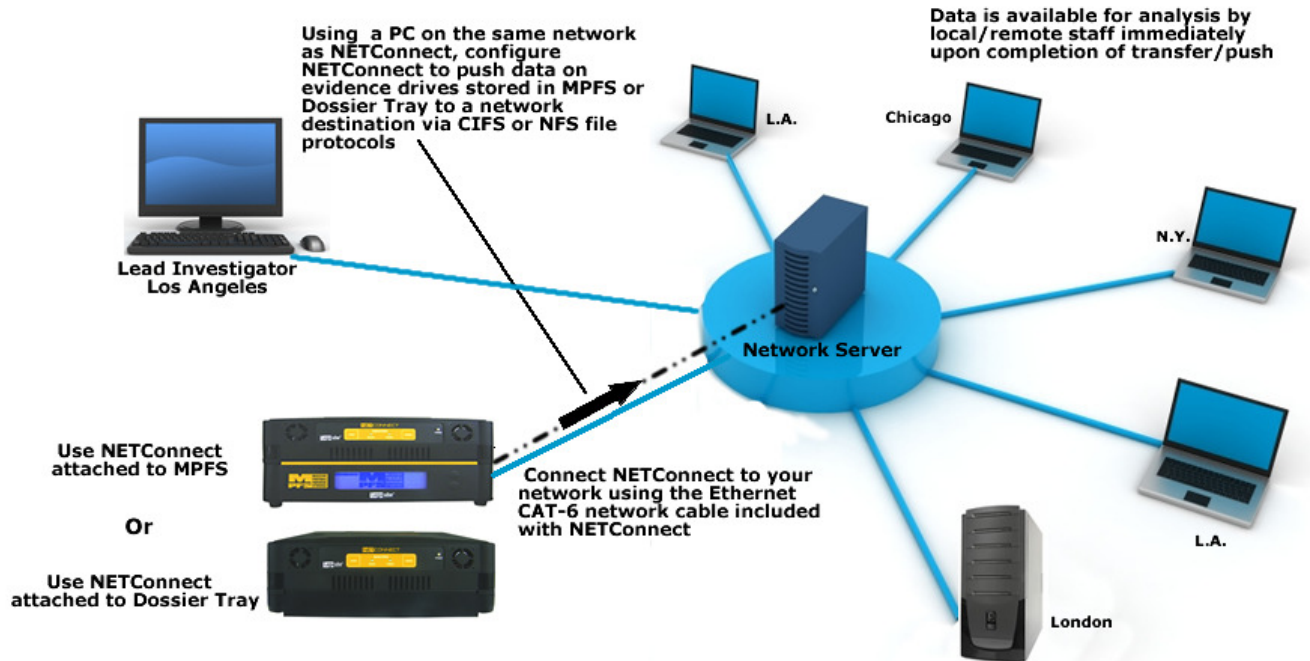 Using a PC on the same network
as NETConnect, configure
NETConnect to push data on
evidence drives stored in MPFS or
Dossier Tray to a network
destination via CIFS or NFS file
protocols
Data is available for analysis by
local/remote staff immediately
upon completion of transfer/push
L.A.
Chicago
N.Y.
Lead Investigator
Los Angeles
Network Server
Use NETConnect
attached to MPFS
Connect NETConnect to your
network using the Ethernet
CAT-6 network cable included
with NETConnect
Or
Use NETConnect
attached to Dossier Tray
L.A.
London